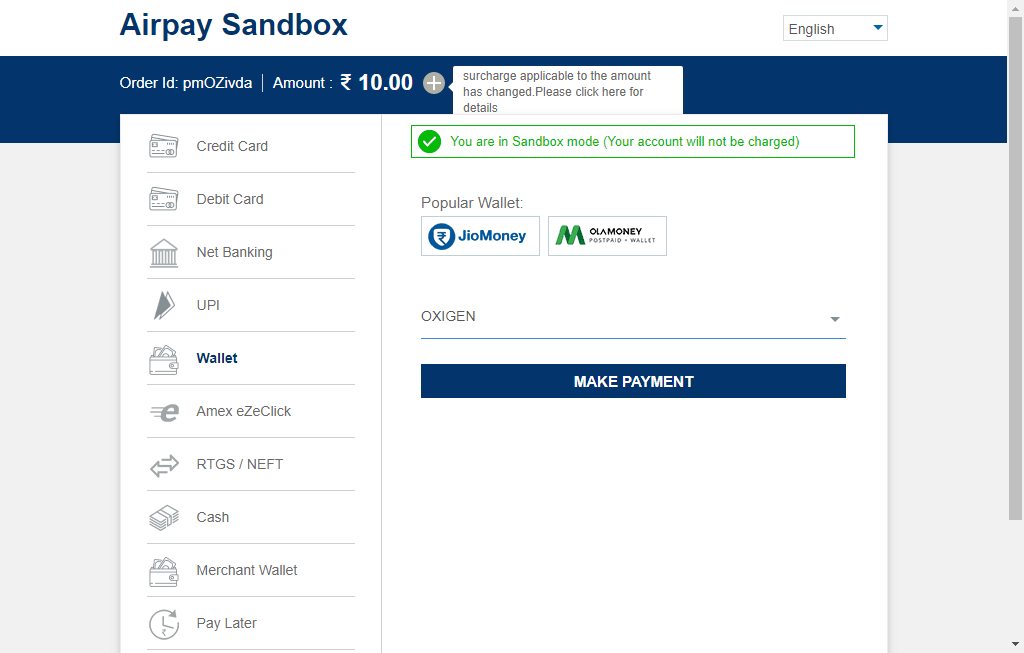 Airpay Sandbox
English
Order Id: pmOZivda | Amount : ₹ 10.00
surcharge applicable to the amount
has changed.Please click here for
details
Credit Card
Debit Card
Net Banking
UPI
Wallet
Amex eZeClick
RTGS / NEFT
Cash
Merchant Wallet
Pay Later
You are in Sandbox mode (Your account will not be charged)
Popular Wallet:
JioMoney
OLAMONEY
POSTPAID + WALLET
OXIGEN
MAKE PAYMENT